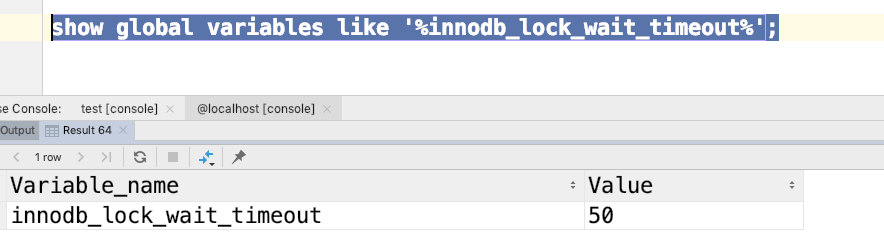 show global variables like '%innodb_lock_wait_timeout%';
se Console: test [console] @localhost [console]
Output Result 64
1 row
Variable_name Value
innodb_lock_wait_timeout 50